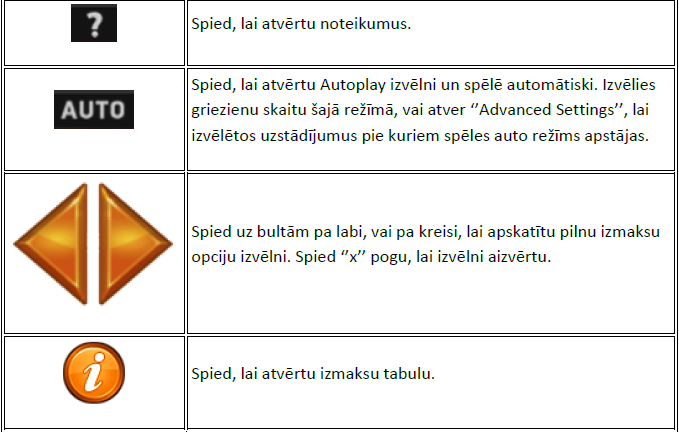 ?
Spied, lai atvērtu noteikumus.
AUTO
Spied, lai atvērtu Autoplay izvēlni un spēlē automātiski. Izvēlies
griezienu skaitu šajā režīmā, vai atver ‘’Advanced Settings’’, lai
izvēlētos uzstādījumus pie kuriem spēles auto režīms apstājas.
Spied uz bultām pa labi, vai pa kreisi, lai apskatītu pilnu izmaksu
opciju izvēlni. Spied ‘’x’’ pogu, lai izvēlni aizvērtu.
i
Spied, lai atvērtu izmaksu tabulu.